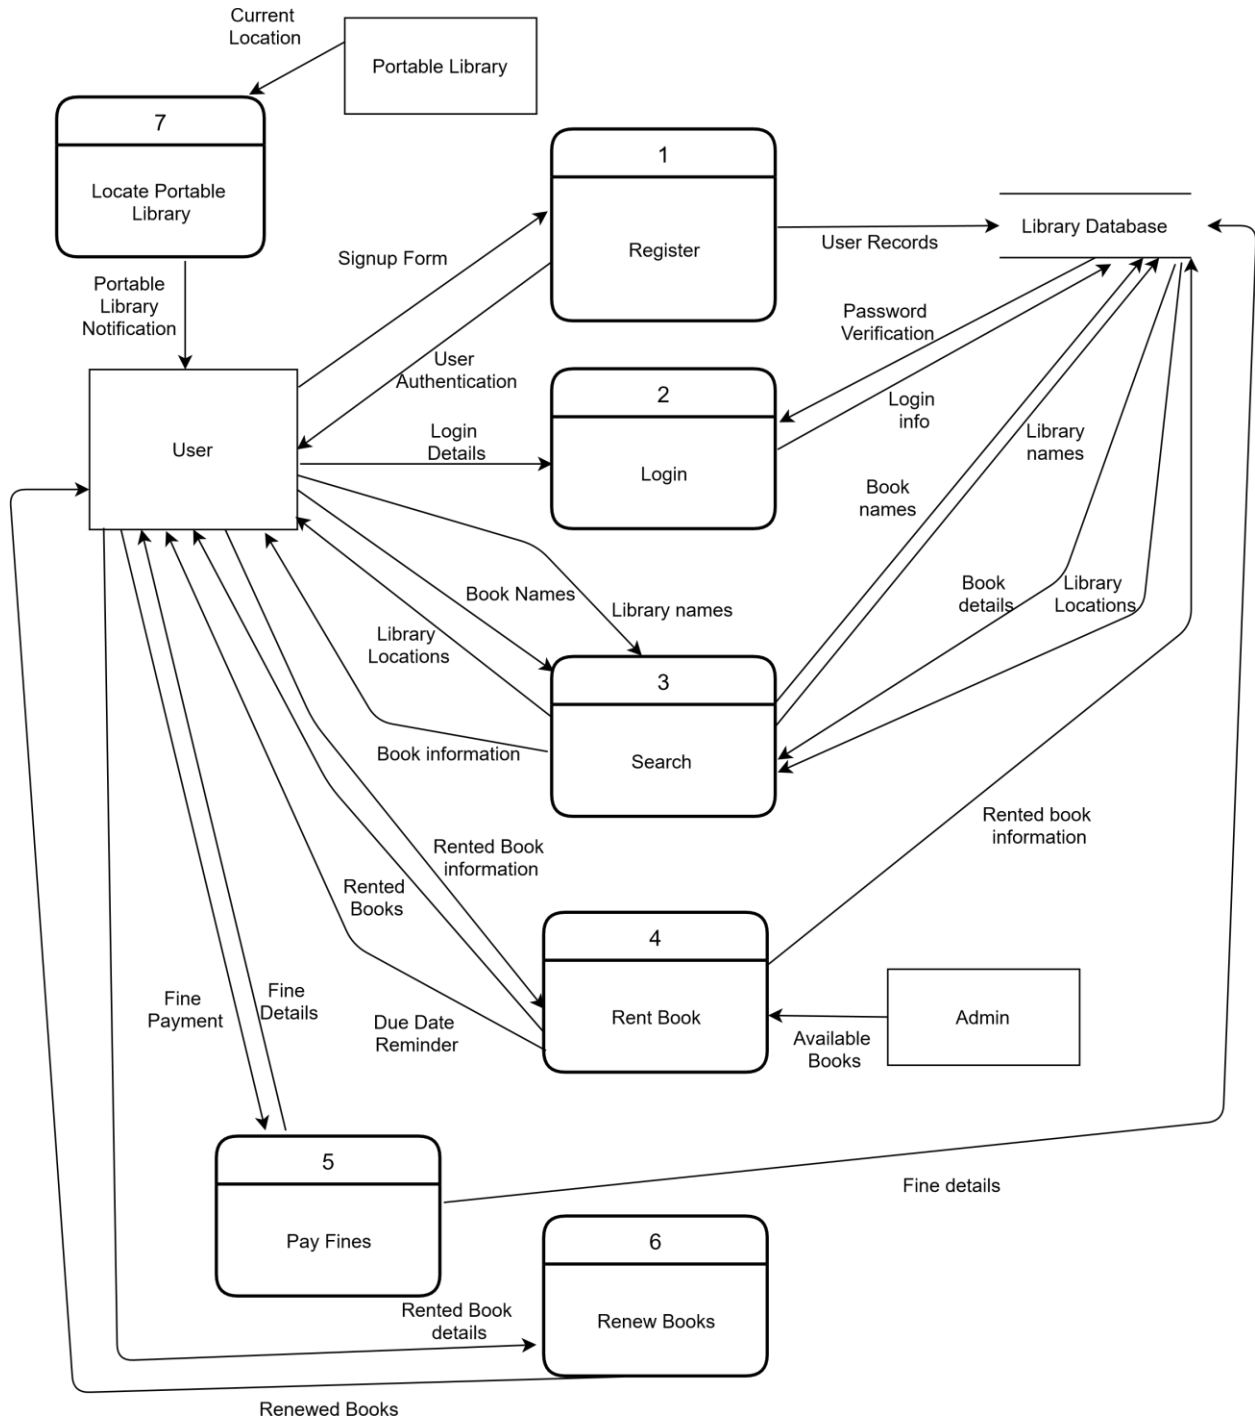 Current
Location
Portable Library
7
Locate Portable
Library
1
Register
Library Database
User Records
Signup Form
Portable
Library
Notification
Password
Verification
User
Authentication
2
Login
Login
info
Login
Details
User
Library
names
Book
names
Book Names
Library names
Library
Locations
Book
details
Library
Locations
3
Search
Book information
Rented book
information
Rented Book
information
Rented
Books
4
Rent Book
Admin
Available
Books
Fine
Payment
Fine
Details
Due Date
Reminder
5
Pay Fines
Fine details
6
Renew Books
Rented Book
details
Renewed Books